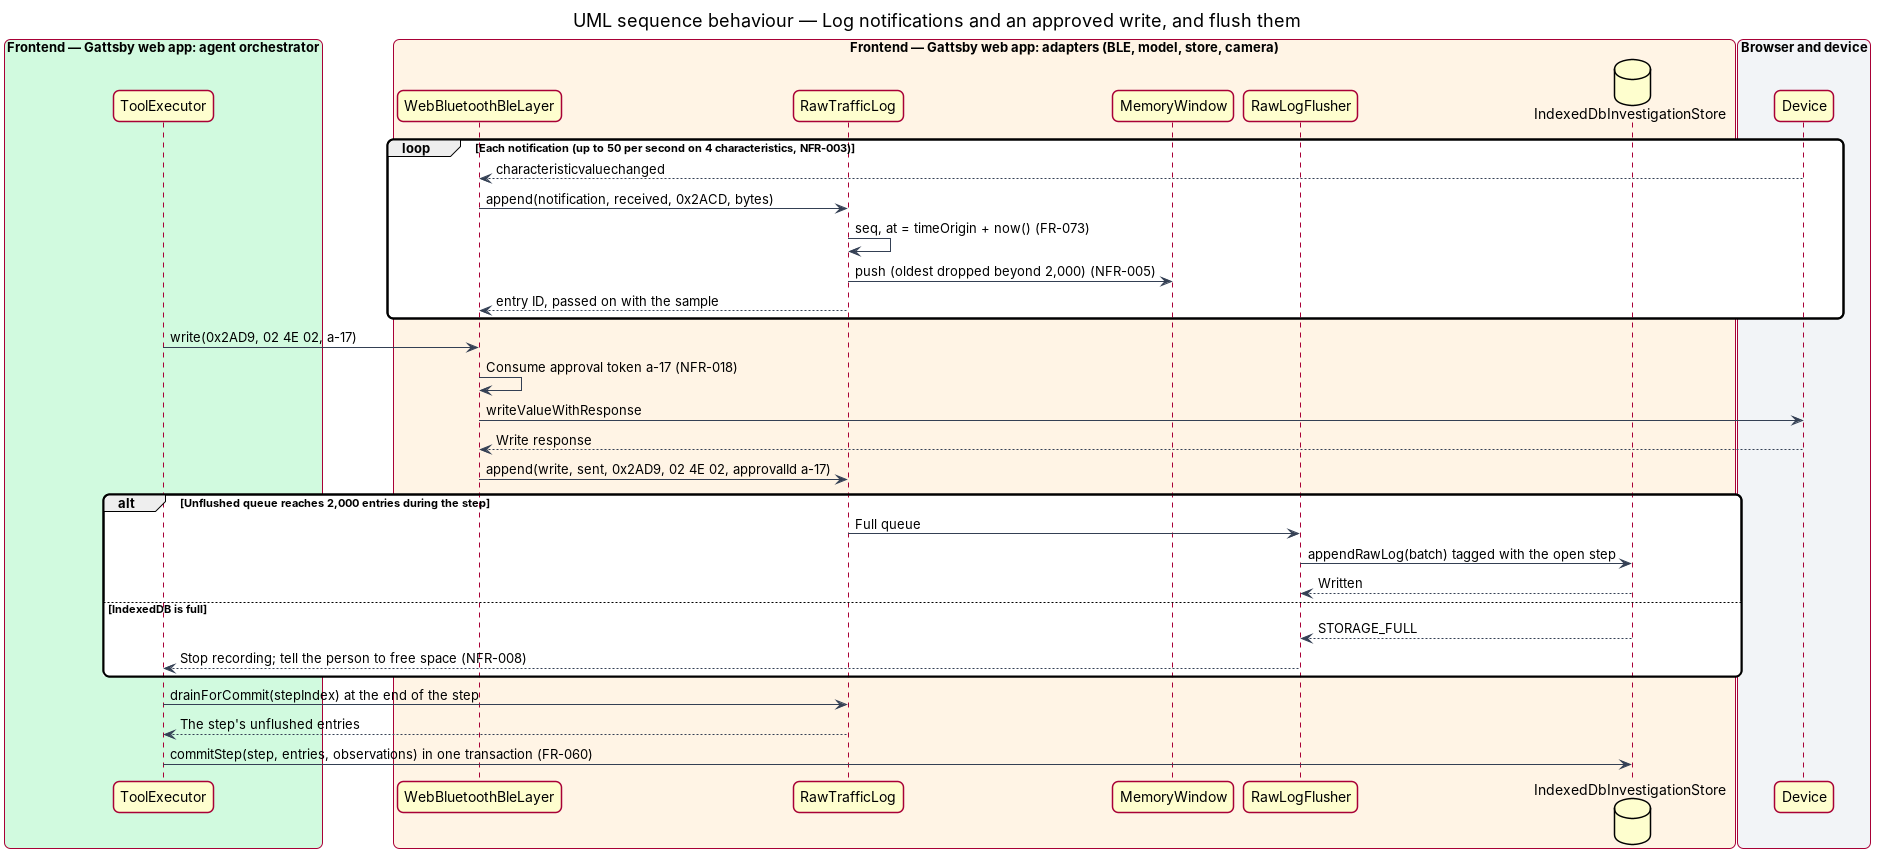 UML sequence behaviour — Log notifications and an approved write, and flush them
Frontend — Gattsby web app: agent orchestrator
Frontend — Gattsby web app: adapters (BLE, model, store, camera)
Browser and device
ToolExecutor
WebBluetoothBleLayer
RawTrafficLog
MemoryWindow
RawLogFlusher
IndexedDbInvestigationStore
Device
loop
[Each notification (up to 50 per second on 4 characteristics, NFR-003)]
characteristicvaluechanged
append(notification, received, 0x2ACD, bytes)
seq, at = timeOrigin + now() (FR-073)
push (oldest dropped beyond 2,000) (NFR-005)
entry ID, passed on with the sample
write(0x2AD9, 02 4E 02, a-17)
Consume approval token a-17 (NFR-018)
writeValueWithResponse
Write response
append(write, sent, 0x2AD9, 02 4E 02, approvalId a-17)
alt
[Unflushed queue reaches 2,000 entries during the step]
Full queue
appendRawLog(batch) tagged with the open step
Written
[IndexedDB is full]
STORAGE_FULL
Stop recording; tell the person to free space (NFR-008)
drainForCommit(stepIndex) at the end of the step
The step's unflushed entries
commitStep(step, entries, observations) in one transaction (FR-060)
ToolExecutor
WebBluetoothBleLayer
RawTrafficLog
MemoryWindow
RawLogFlusher
IndexedDbInvestigationStore
Device